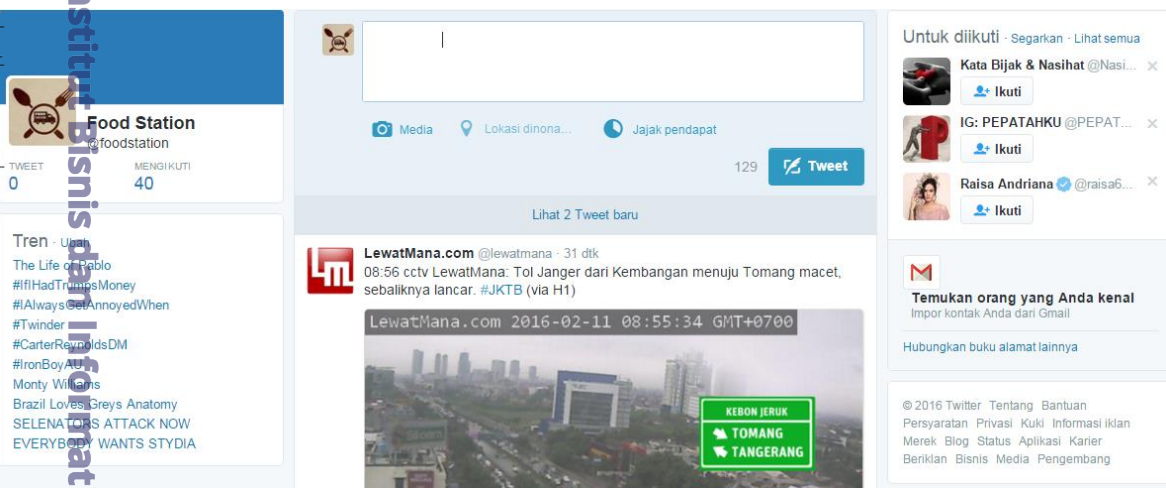 Food Station
@foodstation
TWEET
0
MENGIKUTI
40
Tren · Ubah
The Life of Pablo
#IfIHadTrumpsMoney
#IAlwaysGetAnnoyedWhen
#Twinder
#CarterReynoldsDM
#IronBoyAU
Monty Williams
Brazil Loves Greys Anatomy
SELENATORS ATTACK NOW
EVERYBODY WANTS STYDIA
stitut Bisnis dan Informat
Media
Lokasi dinona...
Jajak pendapat
129
Tweet
Lihat 2 Tweet baru
Lm
LewatMana.com @lewatmana · 31 dtk
08:56 cctv LewatMana: Tol Janger dari Kembangan menuju Tomang macet,
sebaliknya lancar. #JKTB (via H1)
LewatMana.com 2016-02-11 08:55:34 GMT+0700
KEBON JERUK
TOMANG
TANGERANG
Untuk diikuti · Segarkan · Lihat semua
Kata Bijak & Nasihat @Nasi...
Ikuti
IG: PEPATAHKU @PEPAT...
Ikuti
Raisa Andriana @raisa6...
Ikuti
Temukan orang yang Anda kenal
Impor kontak Anda dari Gmail
Hubungkan buku alamat lainnya
© 2016 Twitter Tentang Bantuan
Persyaratan Privasi Kuki Informasi iklan
Merek Blog Status Aplikasi Karier
Beriklan Bisnis Media Pengembang